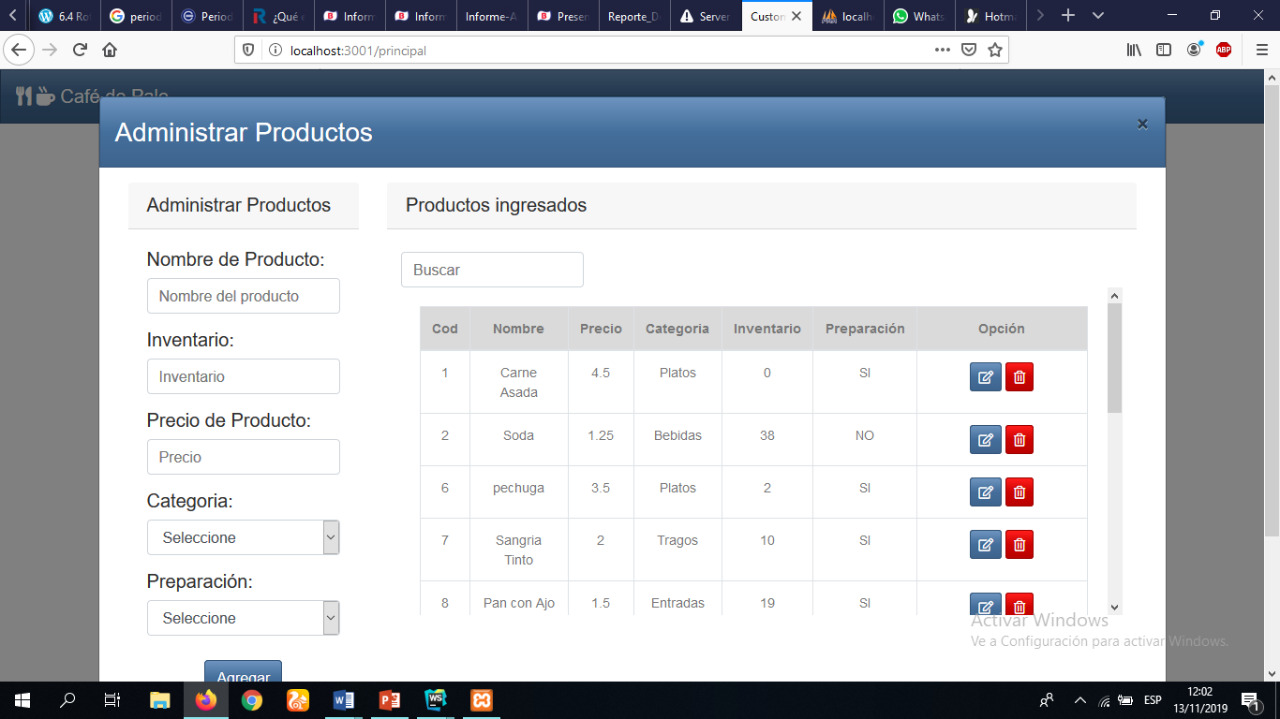 6.4 Rot
period
Period
¿Qué
Inform
Inform
Informe-A
Presen
Reporte_D
Server
Custon
localh
Whats
Hotm
localhost:3001/principal
ABP
Café de Palo
Administrar Productos
×
Administrar Productos
Productos ingresados
Nombre de Producto:
Nombre del producto
Inventario:
Inventario
Precio de Producto:
Precio
Categoria:
Seleccione
Preparación:
Seleccione
Agregar
Buscar
Cod Nombre Precio Categoria Inventario Preparación Opción
1 Carne Asada 4.5 Platos 0 SI
2 Soda 1.25 Bebidas 38 NO
6 pechuga 3.5 Platos 2 SI
7 Sangria Tinto 2 Tragos 10 SI
8 Pan con Ajo 1.5 Entradas 19 SI
Activar Windows
Ve a Configuración para activar Windows.
ESP
12:02
13/11/2019
1